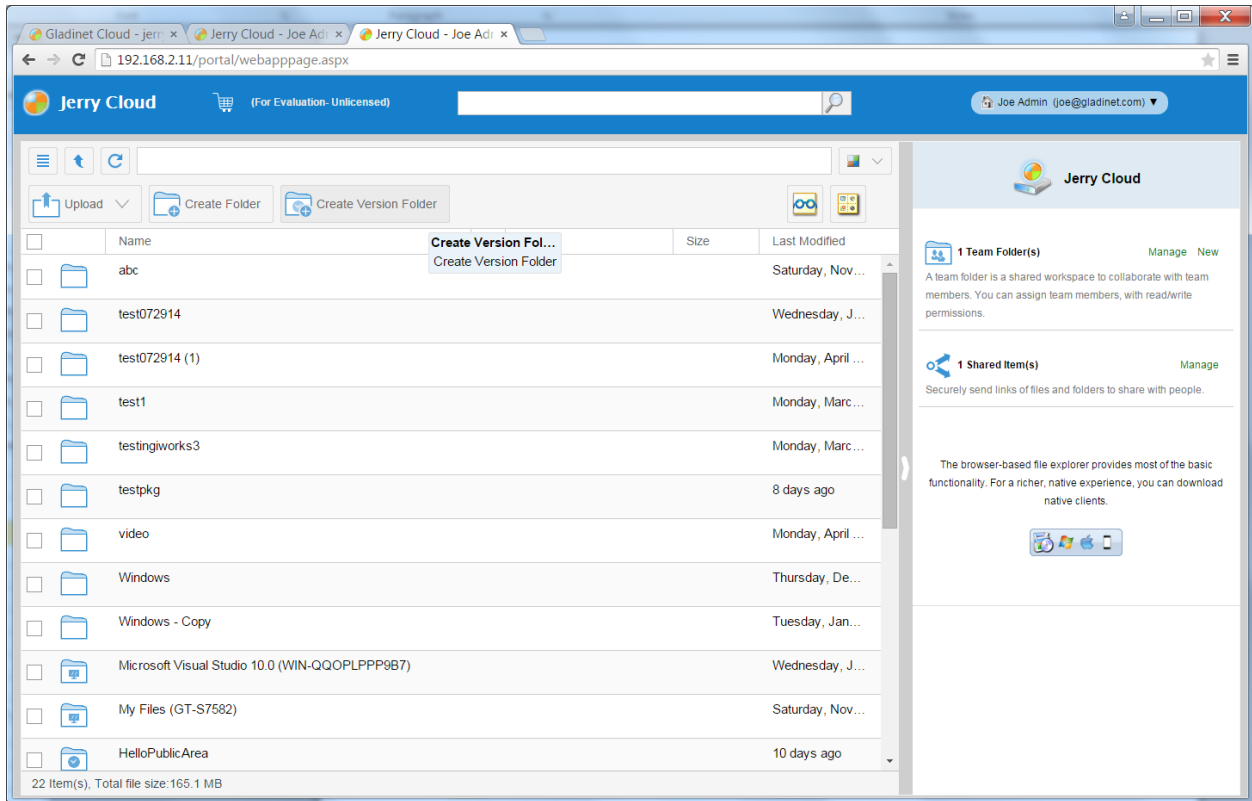 Gladinet Cloud - jerr
Jerry Cloud - Joe Adr
Jerry Cloud - Joe Adr
192.168.2.11/portal/webapppage.aspx
Jerry Cloud
(For Evaluation- Unlicensed)
Joe Admin (joe@gladinet.com) ▼
Upload
Create Folder
Create Version Folder
Name
Size
Last Modified
Create Version Fol...
Create Version Folder
abc
Saturday, Nov...
test072914
Wednesday, J...
test072914 (1)
Monday, April ...
test1
Monday, Marc...
testingiworks3
Monday, Marc...
testpkg
8 days ago
video
Monday, April ...
Windows
Thursday, De...
Windows - Copy
Tuesday, Jan...
Microsoft Visual Studio 10.0 (WIN-QQOPLPPP9B7)
Wednesday, J...
My Files (GT-S7582)
Saturday, Nov...
HelloPublicArea
10 days ago
22 Item(s), Total file size:165.1 MB
Jerry Cloud
1 Team Folder(s)
Manage New
A team folder is a shared workspace to collaborate with team
members. You can assign team members, with read/write
permissions.
1 Shared Item(s)
Manage
Securely send links of files and folders to share with people.
The browser-based file explorer provides most of the basic
functionality. For a richer, native experience, you can download
native clients.